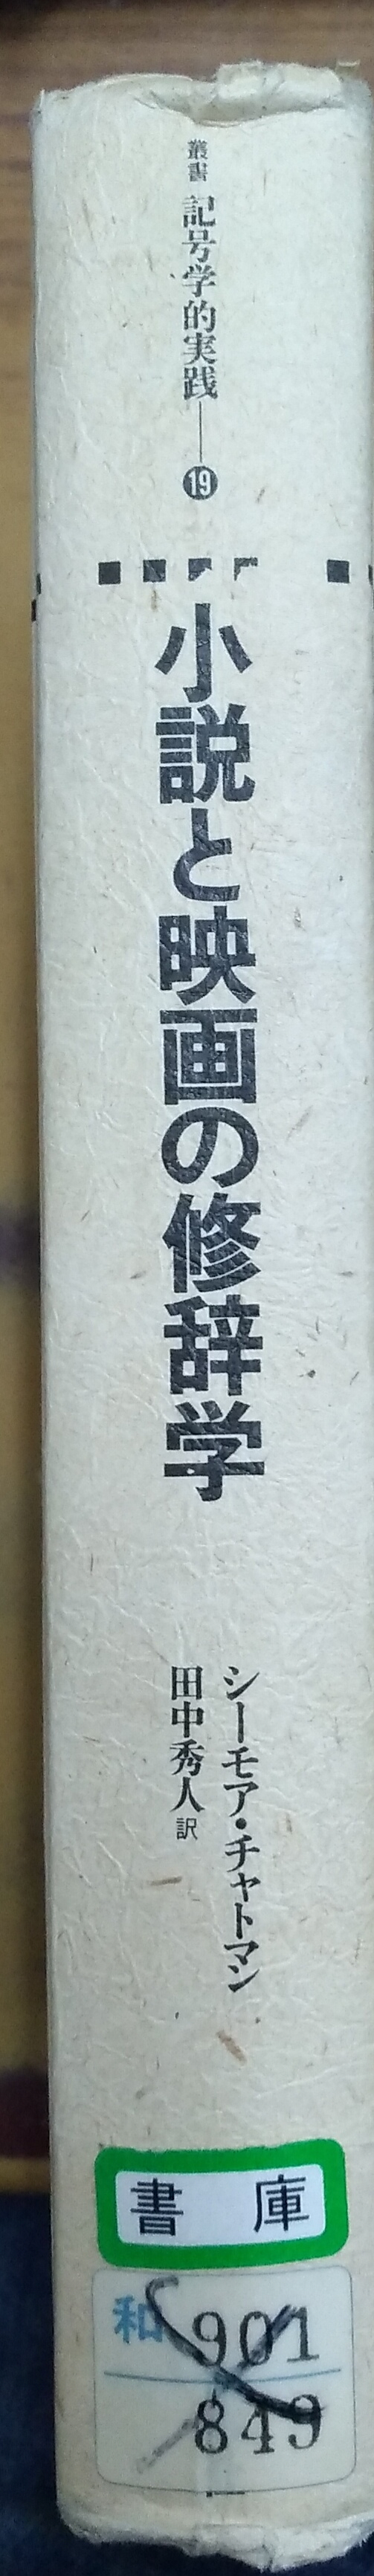 叢書 記号学的実践——19
小説と映画の修辞学
シーモア・チャトマン
田中秀人 訳
書庫
和 901
849